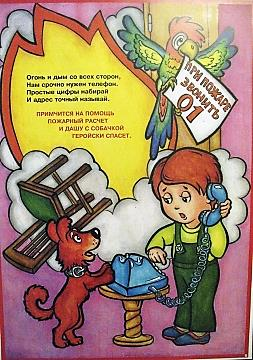 Огонь и дым со всех сторон,
Нам срочно нужен телефон.
Простые цифры набирай
И адрес точный называй.
ПРИМЧИТСЯ НА ПОМОЩЬ
ПОЖАРНЫЙ РАСЧЕТ
И ДАШУ С СОБАЧКОЙ
ГЕРОЙСКИ СПАСЕТ.
ПРИ ПОЖАРЕ
ЗВОНИТЬ
01